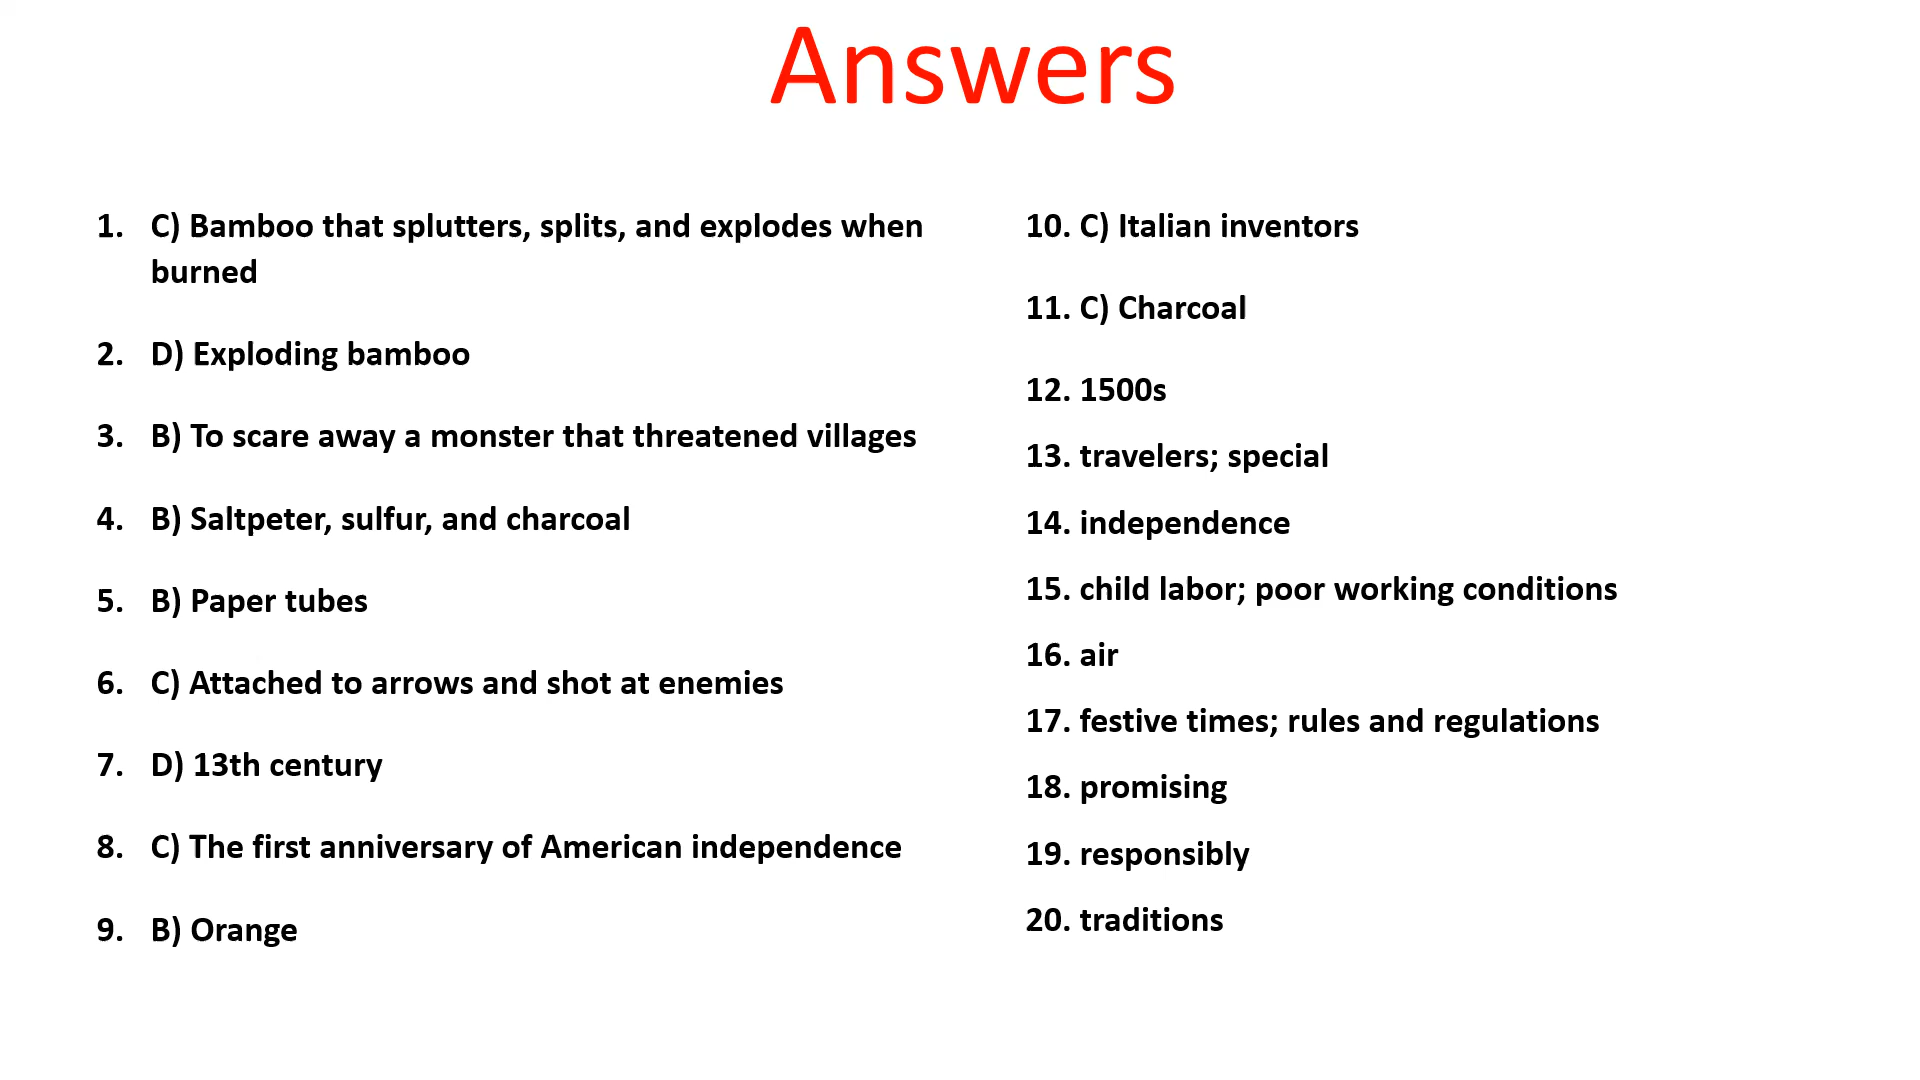 Answers
1. C) Bamboo that splutters, splits, and explodes when
burned
2. D) Exploding bamboo
3. B) To scare away a monster that threatened villages
4. B) Saltpeter, sulfur, and charcoal
5. B) Paper tubes
6. C) Attached to arrows and shot at enemies
7. D) 13th century
8. C) The first anniversary of American independence
9. B) Orange
10. C) Italian inventors
11. C) Charcoal
12. 1500s
13. travelers; special
14. independence
15. child labor; poor working conditions
16. air
17. festive times; rules and regulations
18. promising
19. responsibly
20. traditions